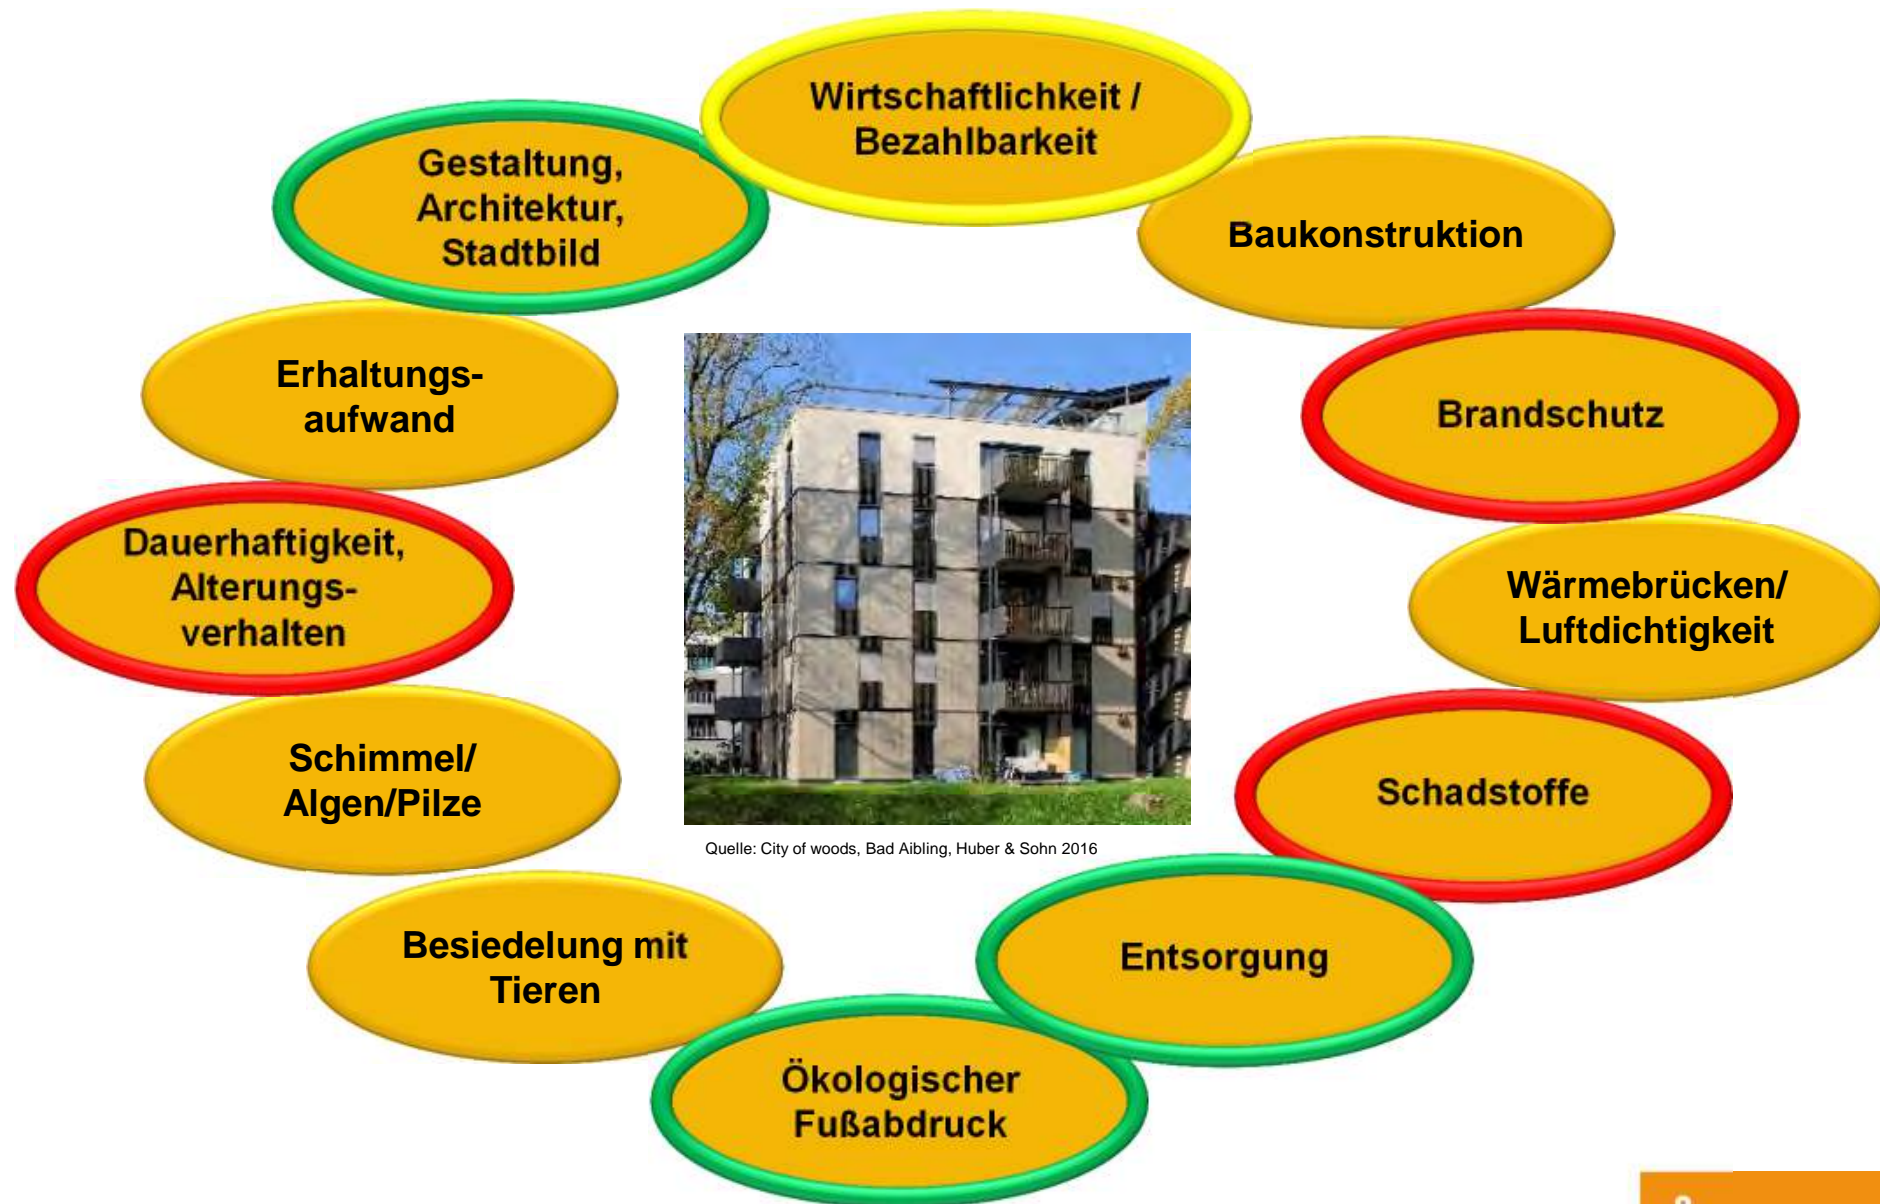 Wirtschaftlichkeit /
Bezahlbarkeit
Gestaltung,
Architektur,
Stadtbild
Baukonstruktion
Erhaltungs-
aufwand
Brandschutz
Dauerhaftigkeit,
Alterungs-
verhalten
Wärmebrücken/
Luftdichtigkeit
Schimmel/
Algen/Pilze
Schadstoffe
Quelle: City of woods, Bad Aibling, Huber & Sohn 2016
Besiedelung mit
Tieren
Entsorgung
Ökologischer
Fußabdruck